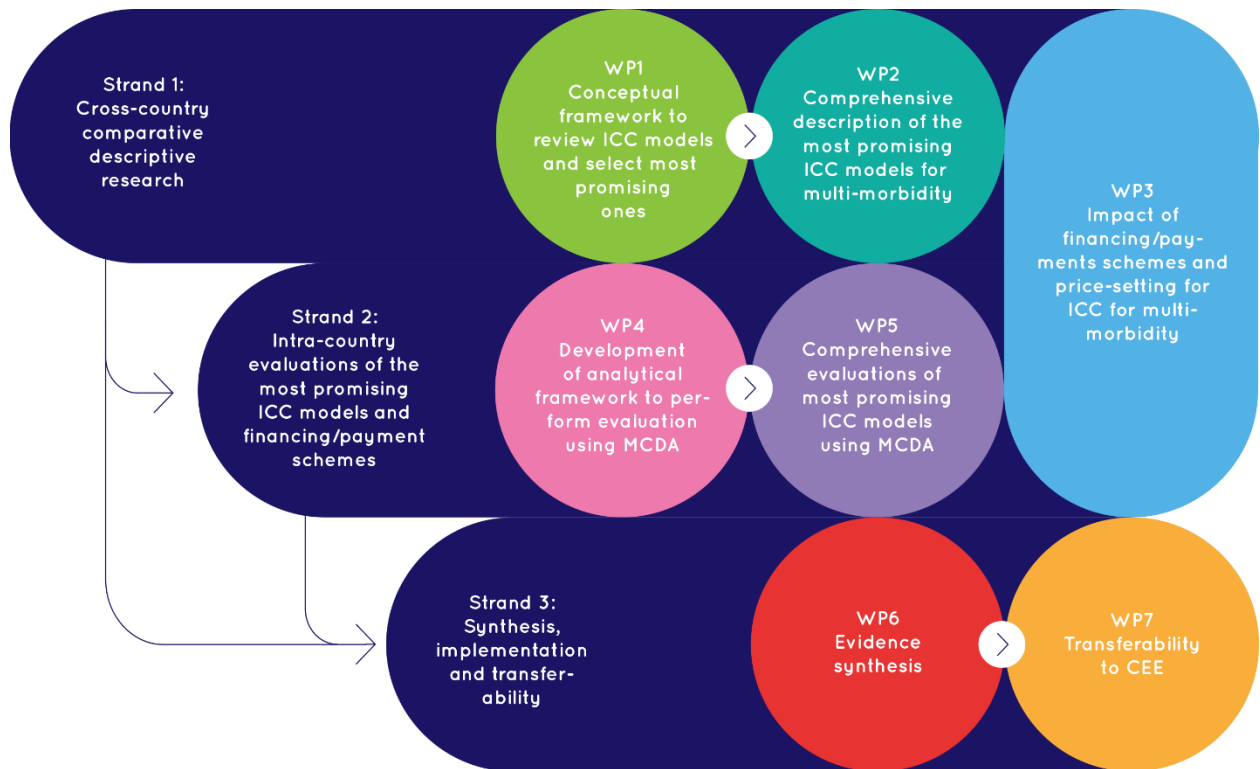 Strand 1:
Cross-country
comparative
descriptive
research
WP1
Conceptual
framework to
review ICC models
and select most
promising
ones
WP2
Comprehensive
description of the
most promising
ICC models for
multi-morbidity
WP3
Impact of
financing/pay-
ments schemes and
price-setting for
ICC for multi-
morbidity
Strand 2:
Intra-country
evaluations of the
most promising
ICC models and
financing/payment
schemes
WP4
Development
of analytical
framework to per-
form evaluation
using MCDA
WP5
Comprehensive
evaluations of
most promising
ICC models
using MCDA
Strand 3:
Synthesis,
implementation
and transfer-
ability
WP6
Evidence
synthesis
WP7
Transferability
to CEE